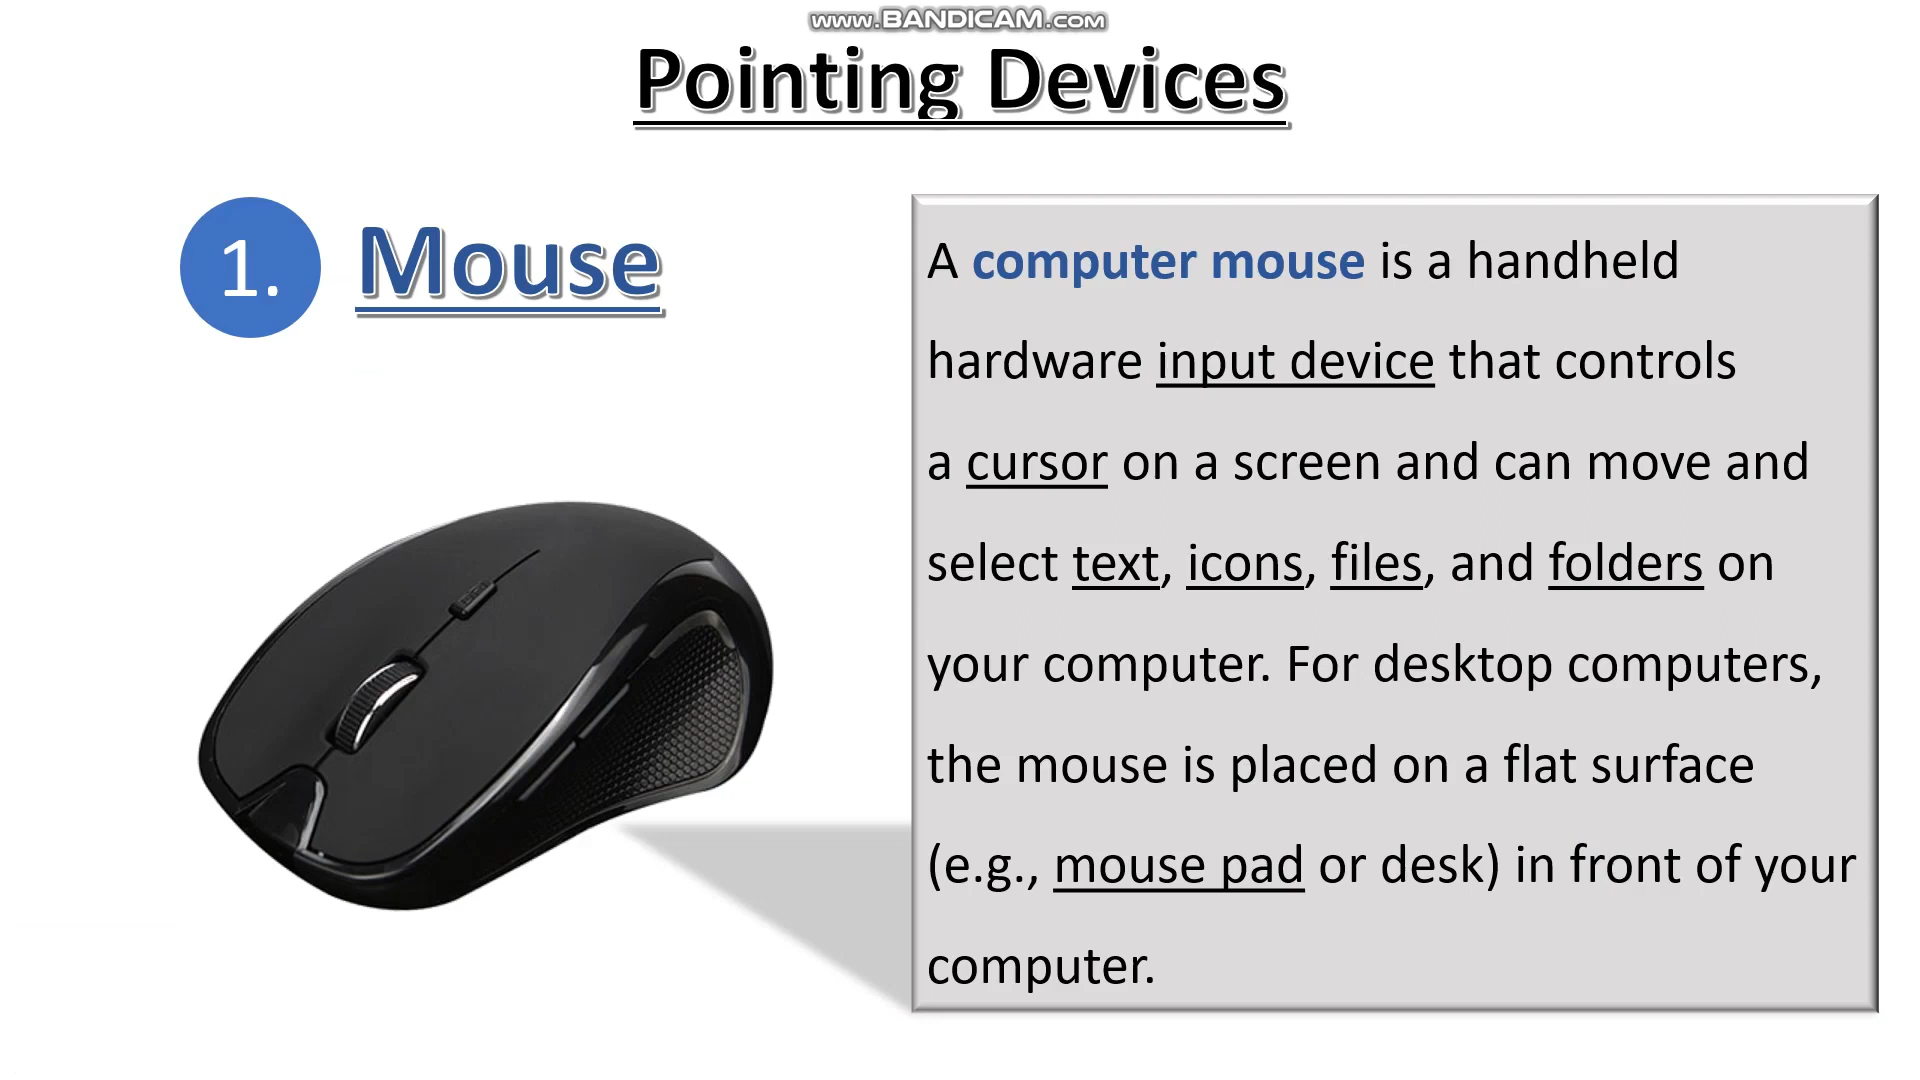 www.BANDICAM.com
Pointing Devices
1. Mouse
A computer mouse is a handheld
hardware input device that controls
a cursor on a screen and can move and
select text, icons, files, and folders on
your computer. For desktop computers,
the mouse is placed on a flat surface
(e.g., mouse pad or desk) in front of your
computer.